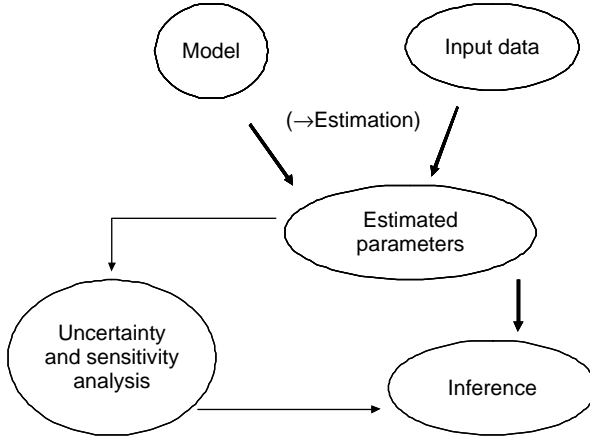 Model
Input data
(→Estimation)
Estimated
parameters
Uncertainty
and sensitivity
analysis
Inference